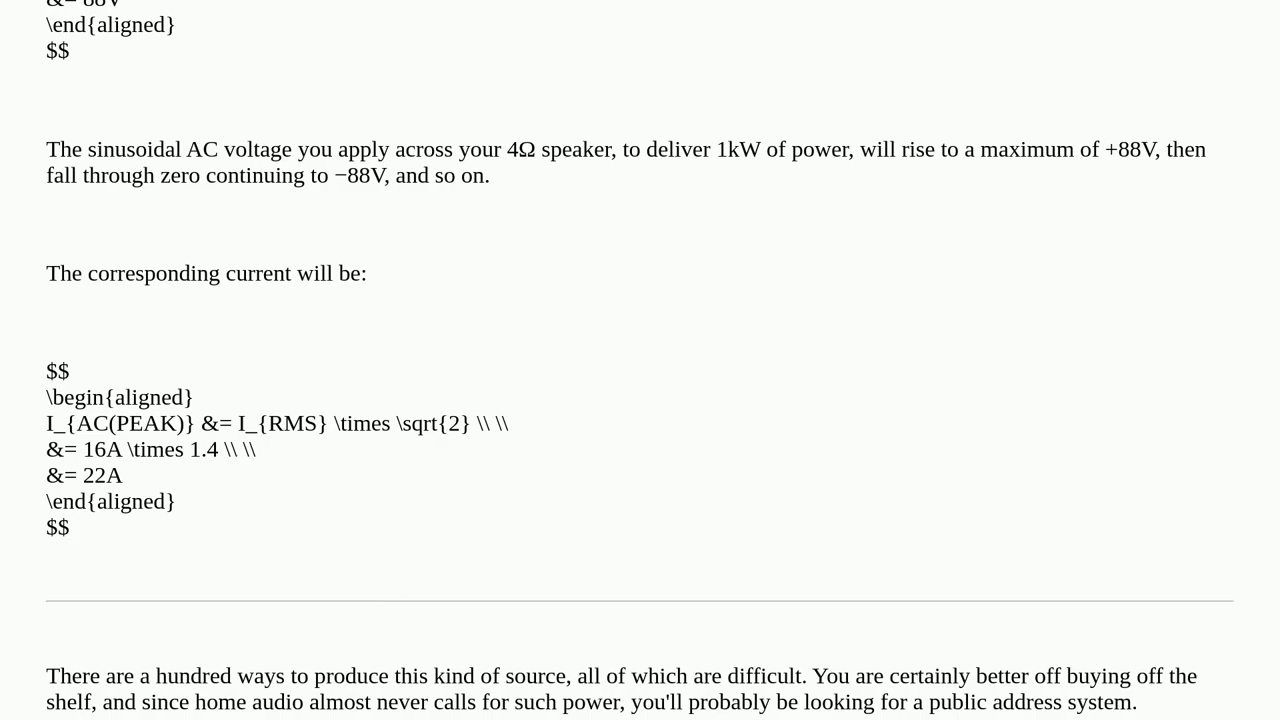 &= 88V
\end{aligned}
$$
The sinusoidal AC voltage you apply across your 4Ω speaker, to deliver 1kW of power, will rise to a maximum of +88V, then
fall through zero continuing to −88V, and so on.
The corresponding current will be:
$$
\begin{aligned}
I_{AC(PEAK)} &= I_{RMS} \times \sqrt{2} \\ \\
&= 16A \times 1.4 \\ \\
&= 22A
\end{aligned}
$$
There are a hundred ways to produce this kind of source, all of which are difficult. You are certainly better off buying off the
shelf, and since home audio almost never calls for such power, you'll probably be looking for a public address system.